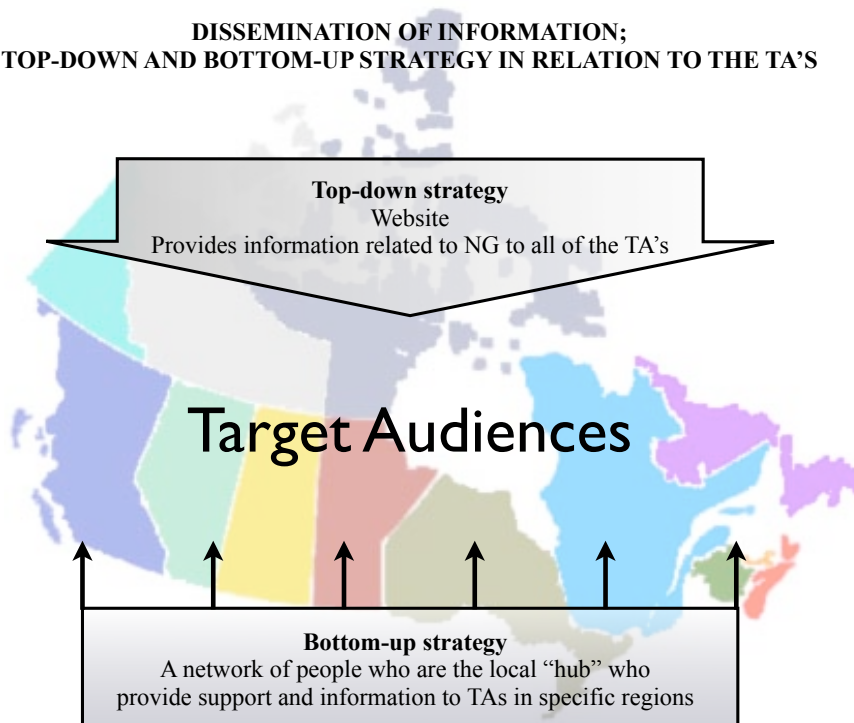 DISSEMINATION OF INFORMATION;
TOP-DOWN AND BOTTOM-UP STRATEGY IN RELATION TO THE TA’S
Top-down strategy
Website
Provides information related to NG to all of the TA’s
Target Audiences
Bottom-up strategy
A network of people who are the local “hub” who
provide support and information to TAs in specific regions